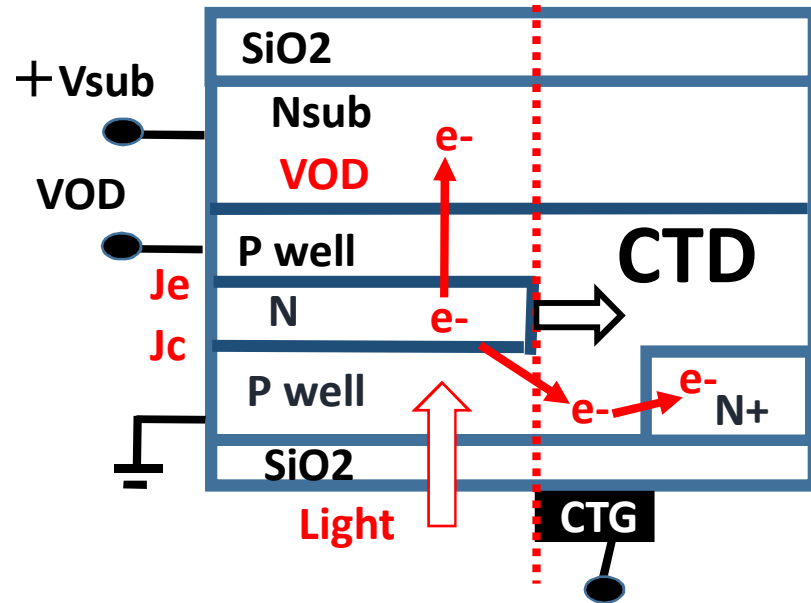 SiO2
+Vsub
Nsub
e-
VOD
VOD
P well
CTD
Je
N
e-
Jc
e-
P well
e-
N+
SiO2
Light
CTG